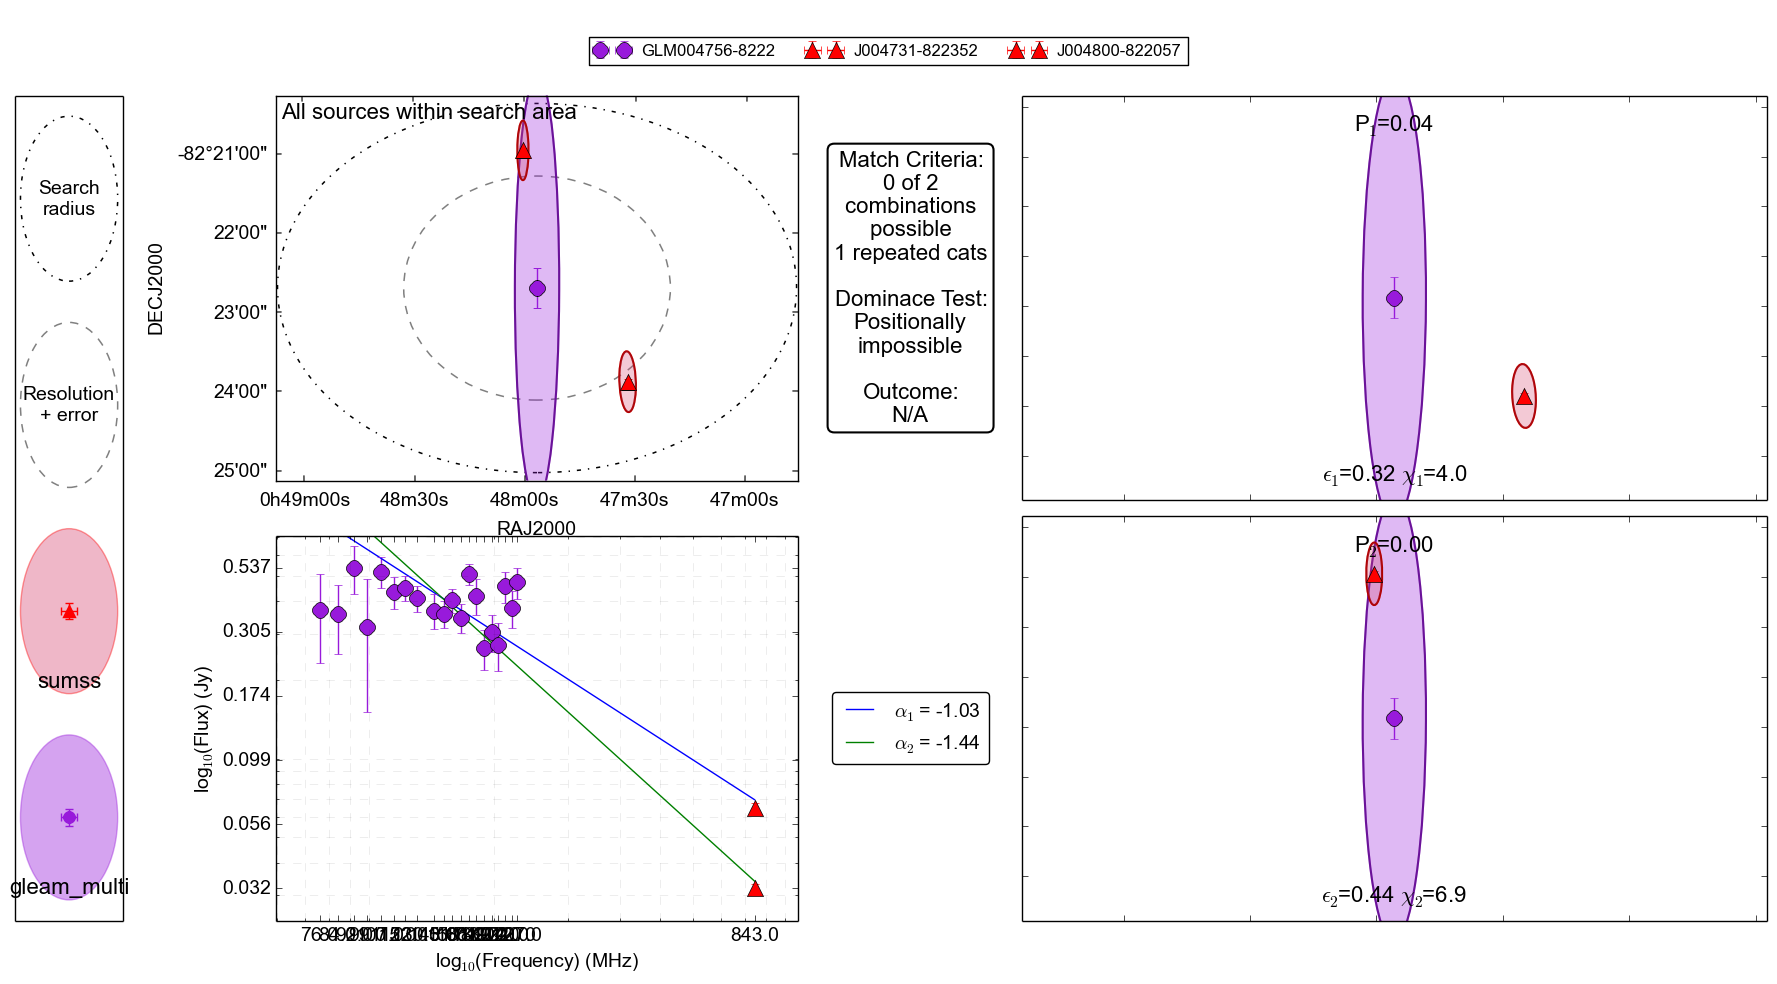 GLM004756-8222 J004731-822352 J004800-822057
Search
radius
Resolution
+ error
sumss
gleam_multi
All sources within search area
DECJ2000
-82°21'00"
22'00"
23'00"
24'00"
25'00"
0h49m00s 48m30s 48m00s 47m30s 47m00s
RAJ2000
Match Criteria:
0 of 2
combinations
possible
1 repeated cats
Dominace Test:
Positionally
impossible
Outcome:
N/A
P1=0.04
ϵ1=0.32 χ1=4.0
P2=0.00
ϵ2=0.44 χ2=6.9
log10(Flux) (Jy)
0.537
0.305
0.174
0.099
0.056
0.032
843.0
log10(Frequency) (MHz)
α1 = -1.03
α2 = -1.44